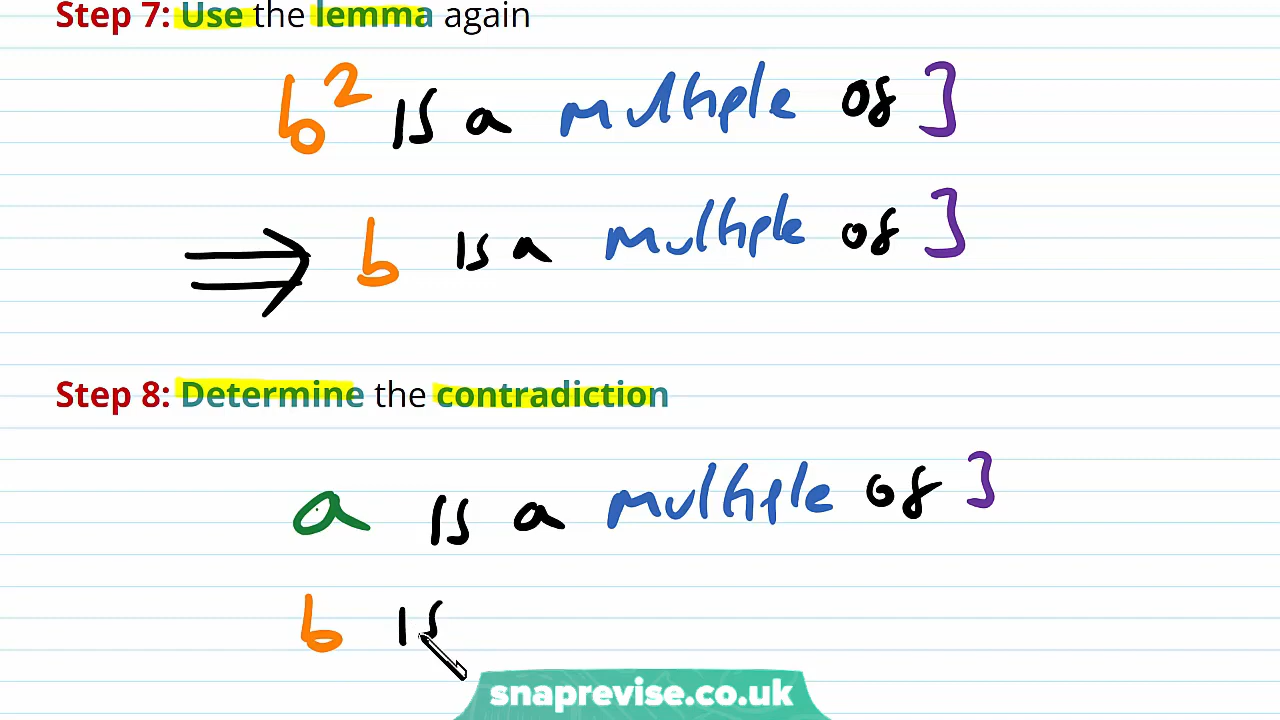 Step 7: Use the lemma again
b² is a multiple of 3
⇒ b is a multiple of 3
Step 8: Determine the contradiction
a is a multiple of 3
b is
snaprevise.co.uk